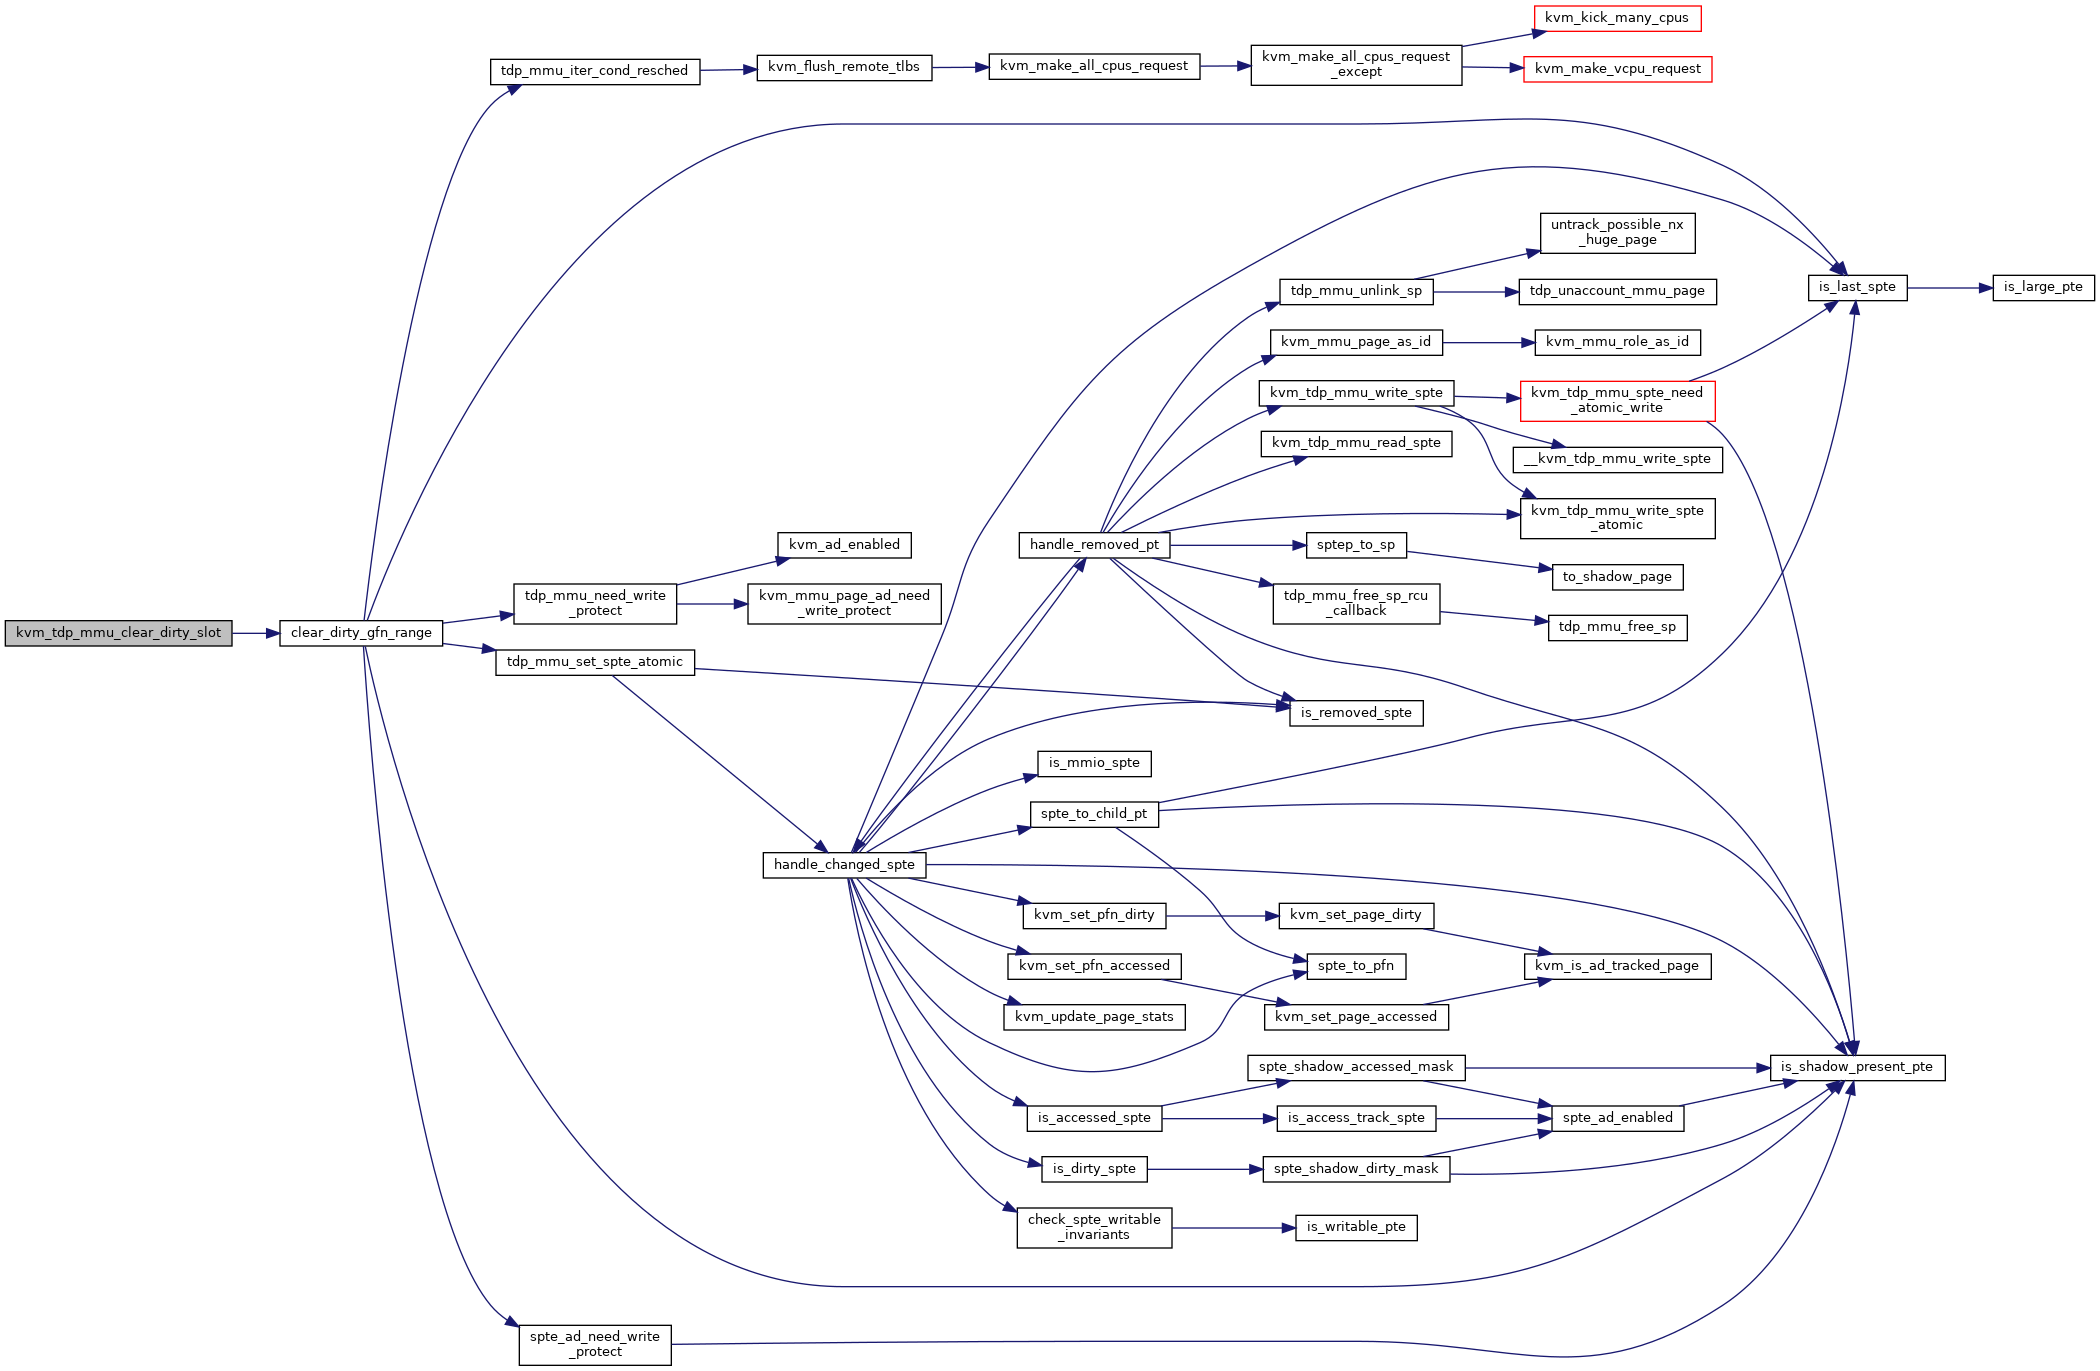 kvm_tdp_mmu_clear_dirty_slot
clear_dirty_gfn_range
tdp_mmu_iter_cond_resched
tdp_mmu_need_write
_protect
tdp_mmu_set_spte_atomic
spte_ad_need_write
_protect
kvm_flush_remote_tlbs
kvm_ad_enabled
kvm_mmu_page_ad_need
_write_protect
handle_changed_spte
kvm_make_all_cpus_request
handle_removed_pt
is_mmio_spte
spte_to_child_pt
kvm_set_pfn_dirty
kvm_set_pfn_accessed
kvm_update_page_stats
is_accessed_spte
is_dirty_spte
check_spte_writable
_invariants
kvm_make_all_cpus_request
_except
tdp_mmu_unlink_sp
kvm_mmu_page_as_id
kvm_tdp_mmu_write_spte
kvm_tdp_mmu_read_spte
sptep_to_sp
tdp_mmu_free_sp_rcu
_callback
is_removed_spte
kvm_set_page_dirty
spte_to_pfn
kvm_set_page_accessed
spte_shadow_accessed_mask
is_access_track_spte
spte_shadow_dirty_mask
is_writable_pte
kvm_kick_many_cpus
kvm_make_vcpu_request
untrack_possible_nx
_huge_page
tdp_unaccount_mmu_page
kvm_mmu_role_as_id
kvm_tdp_mmu_spte_need
_atomic_write
__kvm_tdp_mmu_write_spte
kvm_tdp_mmu_write_spte
_atomic
to_shadow_page
tdp_mmu_free_sp
kvm_is_ad_tracked_page
spte_ad_enabled
is_last_spte
is_shadow_present_pte
is_large_pte